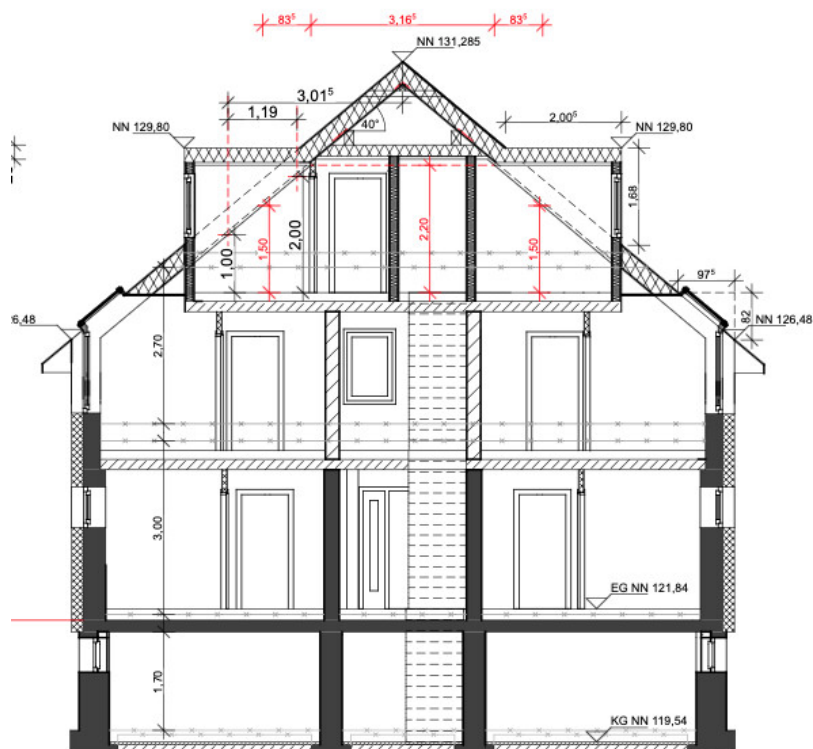 83⁵ 3,16⁵ 83⁵
NN 131,285
3,01⁵
1,19
40°
2,00⁵
NN 129,80
NN 129,80
1,68
1,00
1,50
2,00
2,20
1,50
97⁵
82
6,48
NN 126,48
2,70
3,00
EG NN 121,84
1,70
KG NN 119,54